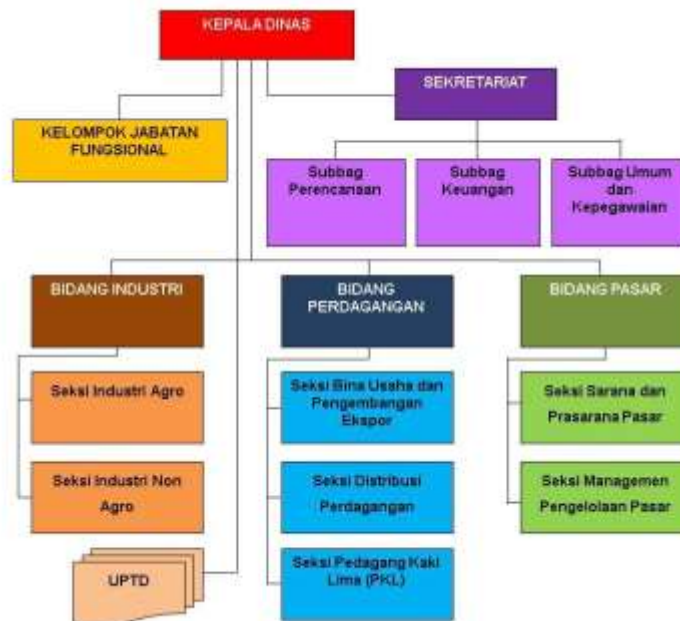 KEPALA DINAS
SEKRETARIAT
KELOMPOK JABATAN
FUNGSIONAL
Subbag
Perencanaan
Subbag
Keuangan
Subbag Umum
dan
Kepegawaian
BIDANG INDUSTRI
BIDANG
PERDAGANGAN
BIDANG PASAR
Seksi Industri Agro
Seksi Bina Usaha dan
Pengembangan
Ekspor
Seksi Sarana dan
Prasarana Pasar
Seksi Industri Non
Agro
Seksi Distribusi
Perdagangan
Seksi Managemen
Pengelolaan Pasar
UPTD
Seksi Pedagang Kaki
Lima (PKL)